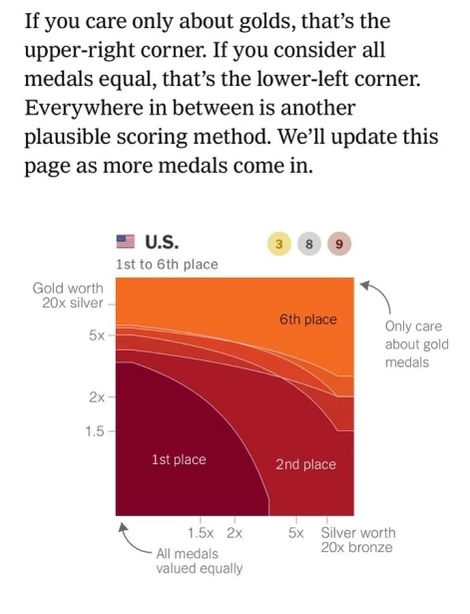 If you care only about golds, that’s the
upper-right corner. If you consider all
medals equal, that’s the lower-left corner.
Everywhere in between is another
plausible scoring method. We’ll update this
page as more medals come in.
U.S.
3 8 9
1st to 6th place
Gold worth
20x silver
5x
2x
1.5
6th place
1st place
2nd place
Only care
about gold
medals
1.5x 2x 5x Silver worth
20x bronze
All medals
valued equally